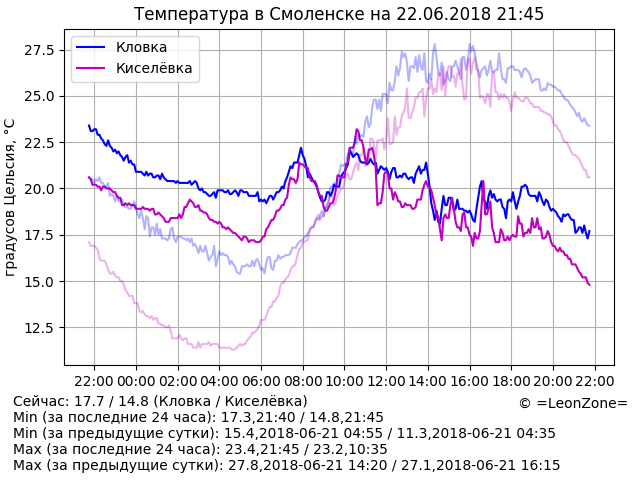 Температура в Смоленске на 22.06.2018 21:45
градусов Цельсия, °C
27.5
25.0
22.5
20.0
17.5
15.0
12.5
Кловка
Киселёвка
22:00 00:00 02:00 04:00 06:00 08:00 10:00 12:00 14:00 16:00 18:00 20:00 22:00
Сейчас: 17.7 / 14.8 (Кловка / Киселёвка)
© =LeonZone=
Min (за последние 24 часа): 17.3,21:40 / 14.8,21:45
Min (за предыдущие сутки): 15.4,2018-06-21 04:55 / 11.3,2018-06-21 04:35
Max (за последние 24 часа): 23.4,21:45 / 23.2,10:35
Max (за предыдущие сутки): 27.8,2018-06-21 14:20 / 27.1,2018-06-21 16:15